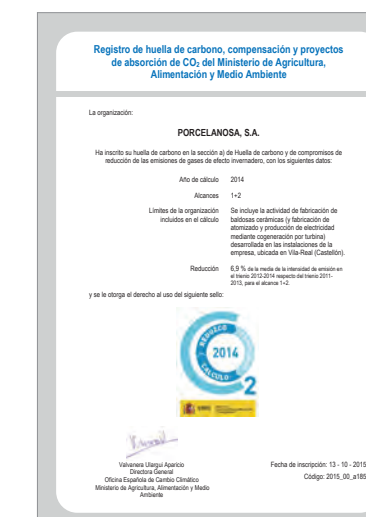 Registro de huella de carbono, compensación y proyectos
de absorción de CO₂ del Ministerio de Agricultura,
Alimentación y Medio Ambiente
La organización:
PORCELANOSA, S.A.
Ha inscrito su huella de carbono en la sección a) de Huella de carbono y de compromisos de
reducción de las emisiones de gases de efecto invernadero, con los siguientes datos:
Año de cálculo 2014
Alcances 1+2
Límites de la organización
incluidos en el cálculo
Se incluye la actividad de fabricación de
baldosas cerámicas (y fabricación de
atomizado y producción de electricidad
mediante cogeneración por turbina)
desarrollada en las instalaciones de la
empresa, ubicada en Vila-Real (Castellón).
Reducción
6,9 % de la media de la intensidad de emisión en
el trienio 2012-2014 respecto del trienio 2011-
2013, para el alcance 1+2.
y se le otorga el derecho al uso del siguiente sello:
REDUZCO
2014
CALCULO
2
Valvanera Ulargui Aparicio
Directora General
Oficina Española de Cambio Climático
Ministerio de Agricultura, Alimentación y Medio
Ambiente
Fecha de inscripción: 13 - 10 - 2015
Código: 2015_00_a185